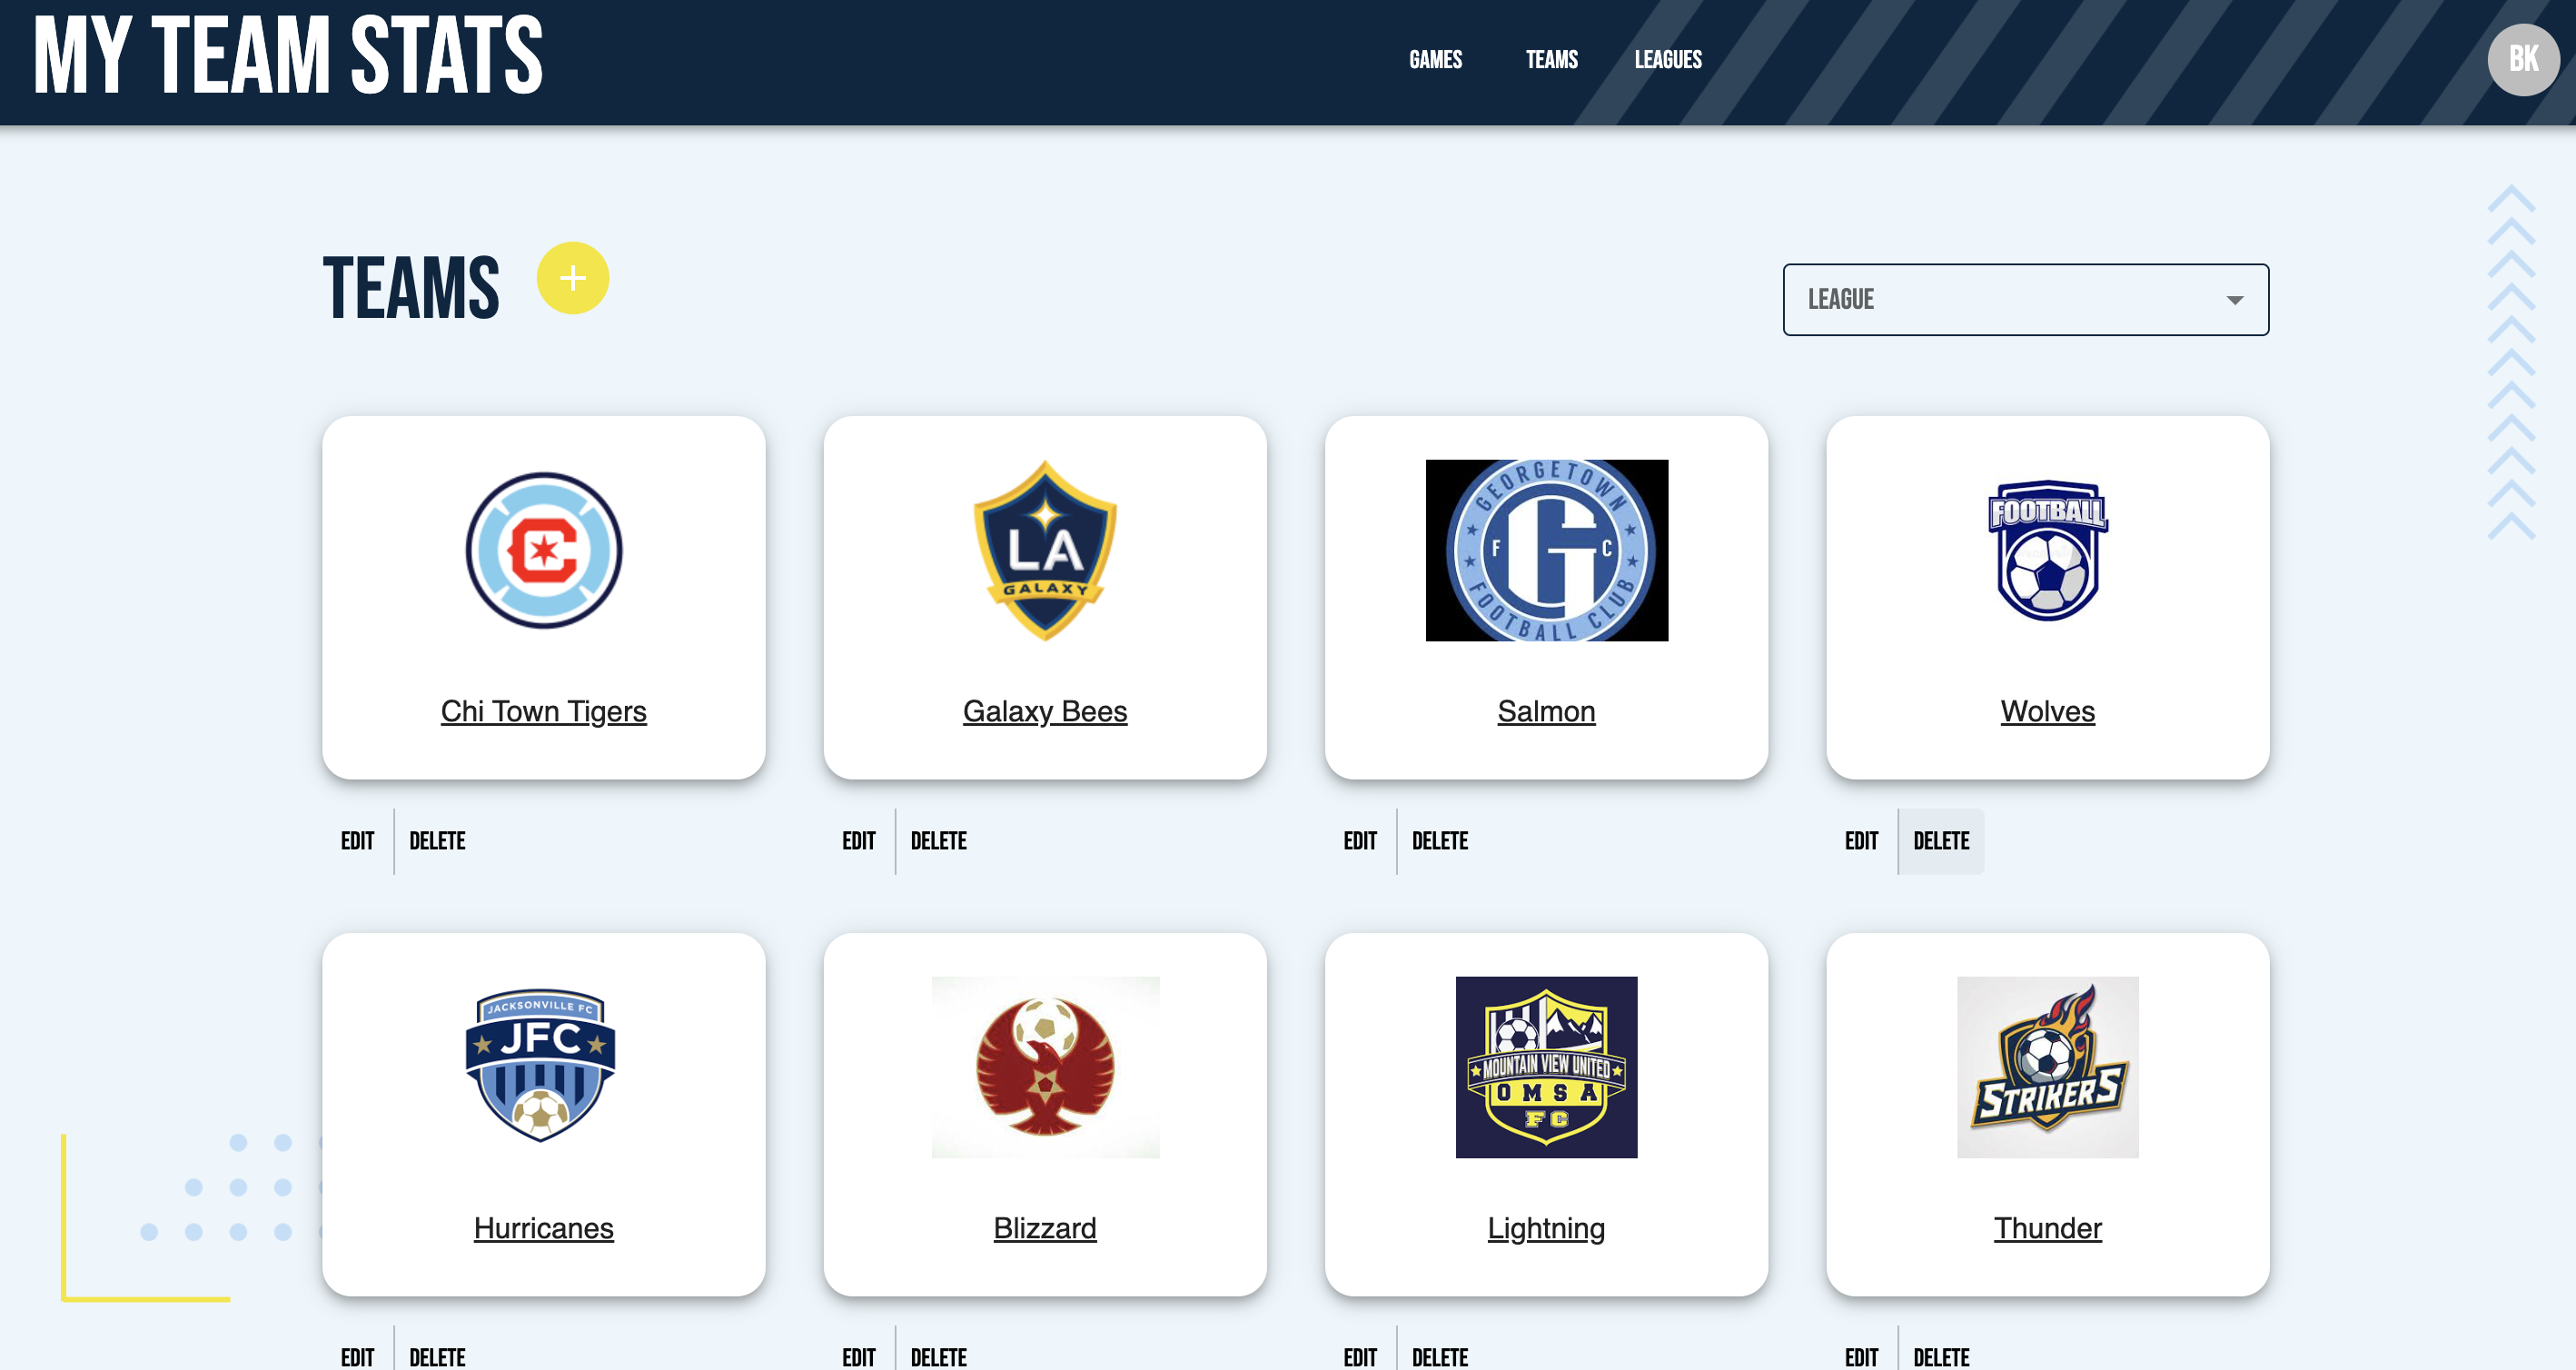 MY TEAM STATS
GAMES TEAMS LEAGUES
BK
TEAMS +
LEAGUE
C
LA
GALAXY
GEORGETOWN
F G C
FOOTBALL CLUB
FOOTBALL
Chi Town Tigers
Galaxy Bees
Salmon
Wolves
EDIT DELETE
EDIT DELETE
EDIT DELETE
EDIT DELETE
JACKSONVILLE FC
JFC
MOUNTAIN VIEW UNITED
OMSA
FC
STRIKERS
Hurricanes
Blizzard
Lightning
Thunder
EDIT DELETE
EDIT DELETE
EDIT DELETE
EDIT DELETE